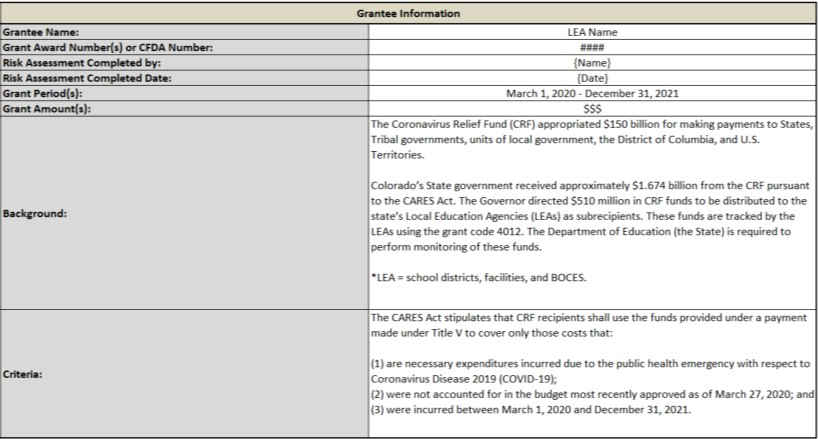 Grantee Information
Grantee Name: LEA Name
Grant Award Number(s) or CFDA Number: ####
Risk Assessment Completed by: {Name}
Risk Assessment Completed Date: {Date}
Grant Period(s): March 1, 2020 - December 31, 2021
Grant Amount(s): $$$
Background:
The Coronavirus Relief Fund (CRF) appropriated $150 billion for making payments to States,
Tribal governments, units of local government, the District of Columbia, and U.S.
Territories.
Colorado's State government received approximately $1.674 billion from the CRF pursuant
to the CARES Act. The Governor directed $510 million in CRF funds to be distributed to the
state's Local Education Agencies (LEAs) as subrecipients. These funds are tracked by the
LEAs using the grant code 4012. The Department of Education (the State) is required to
perform monitoring of these funds.
*LEA = school districts, facilities, and BOCES.
Criteria:
The CARES Act stipulates that CRF recipients shall use the funds provided under a payment
made under Title V to cover only those costs that:
(1) are necessary expenditures incurred due to the public health emergency with respect to
Coronavirus Disease 2019 (COVID-19);
(2) were not accounted for in the budget most recently approved as of March 27, 2020; and
(3) were incurred between March 1, 2020 and December 31, 2021.